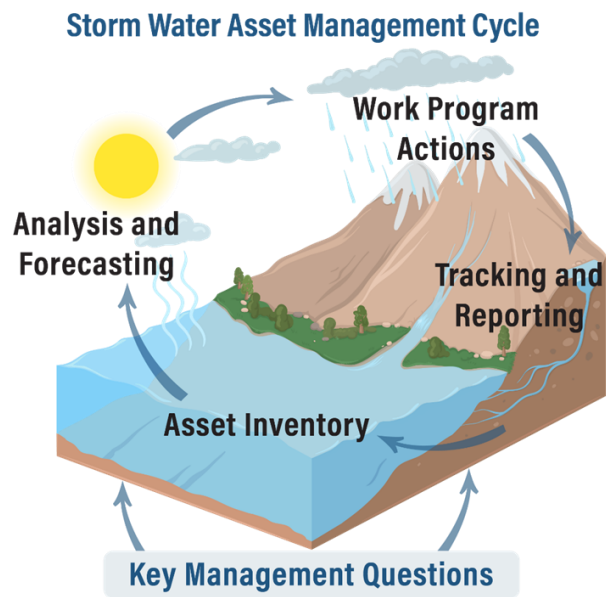 Storm Water Asset Management Cycle
Work Program
Actions
Analysis and
Forecasting
Tracking and
Reporting
Asset Inventory
Key Management Questions